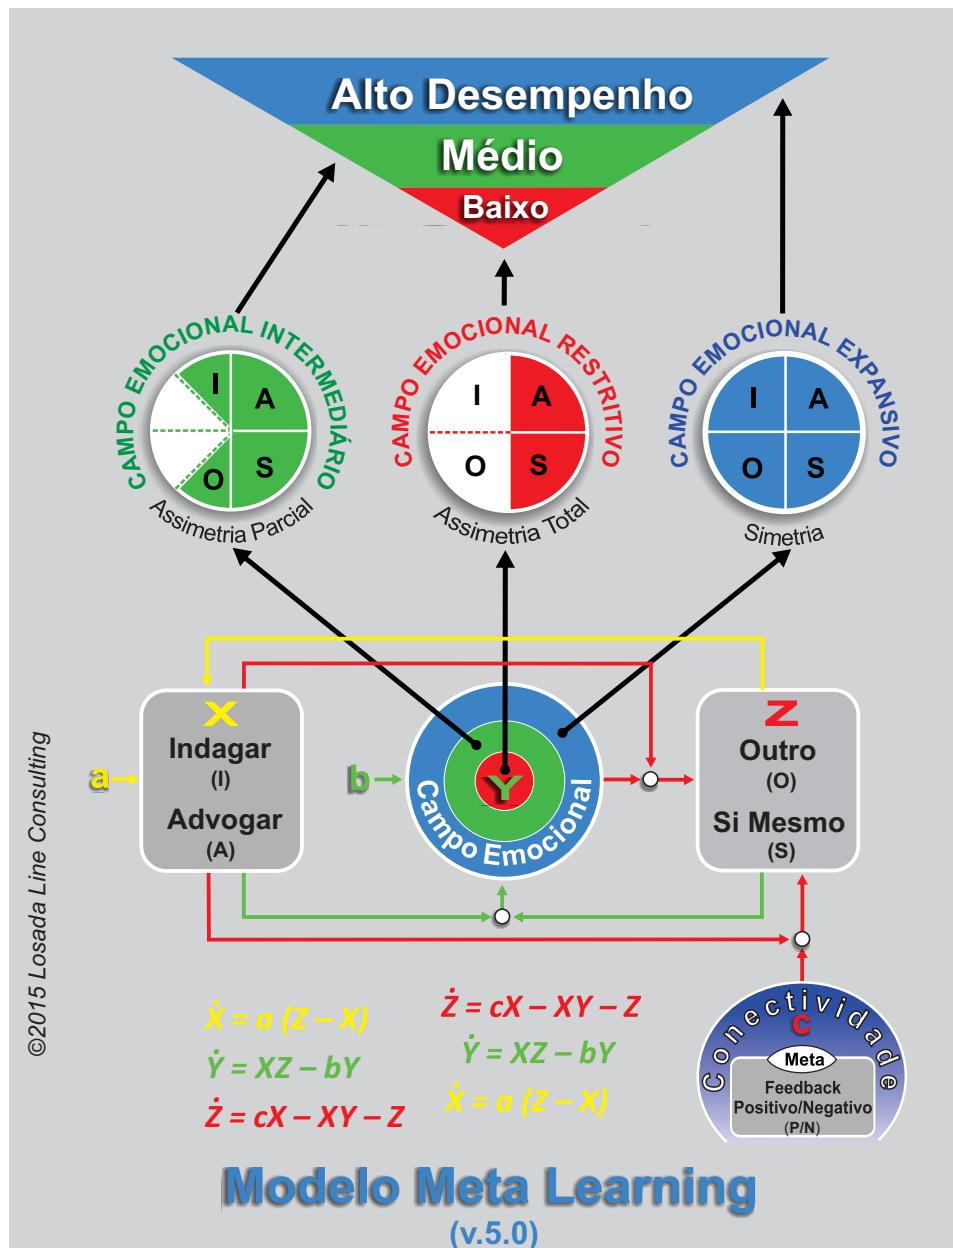 Alto Desempenho
Médio
Baixo
CAMPO EMOCIONAL INTERMEDIÁRIO
I
A
O
S
Assimetria Parcial
CAMPO EMOCIONAL RESTRITIVO
I
A
O
S
Assimetria Total
CAMPO EMOCIONAL EXPANSIVO
I
A
O
S
Simetria
a
X
Indagar
(I)
Advogar
(A)
b
Y
Campo Emocional
Z
Outro
(O)
Si Mesmo
(S)
©2015 Losada Line Consulting
Ẋ = a (Z – X)
Ẏ = XZ – bY
Ż = cX – XY – Z
Ż = cX – XY – Z
Ẏ = XZ – bY
Ẋ = a (Z – X)
Conectividade
C
Meta
Feedback
Positivo/Negativo
(P/N)
Modelo Meta Learning
(v.5.0)